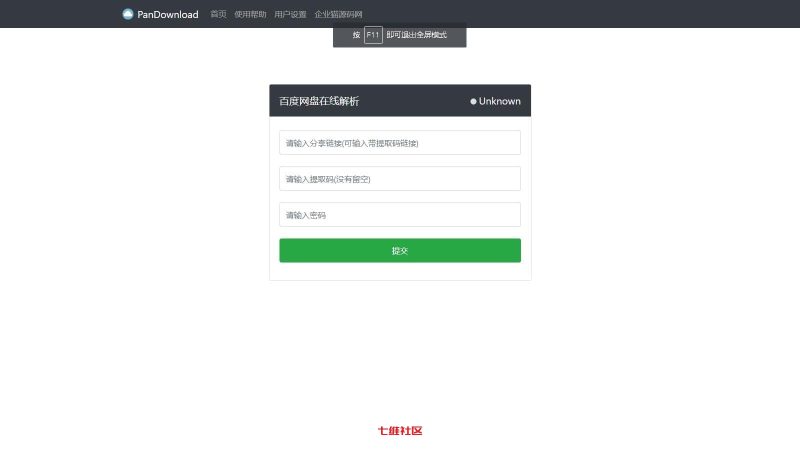 PanDownload 首页 使用帮助 用户设置 企业猫源码网
按 F11 即可退出全屏模式
百度网盘在线解析 Unknown
请输入分享链接(可输入带提取码链接)
请输入提取码(没有留空)
请输入密码
提交
七维社区